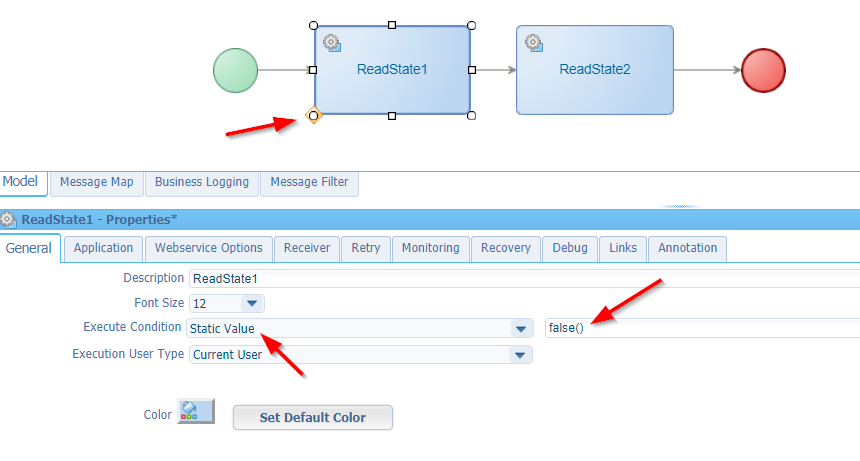 ReadState1 ReadState2
Model Message Map Business Logging Message Filter
ReadState1 - Properties*
General Application Webservice Options Receiver Retry Monitoring Recovery Debug Links Annotation
Description ReadState1
Font Size 12
Execute Condition Static Value false()
Execution User Type Current User
Color Set Default Color